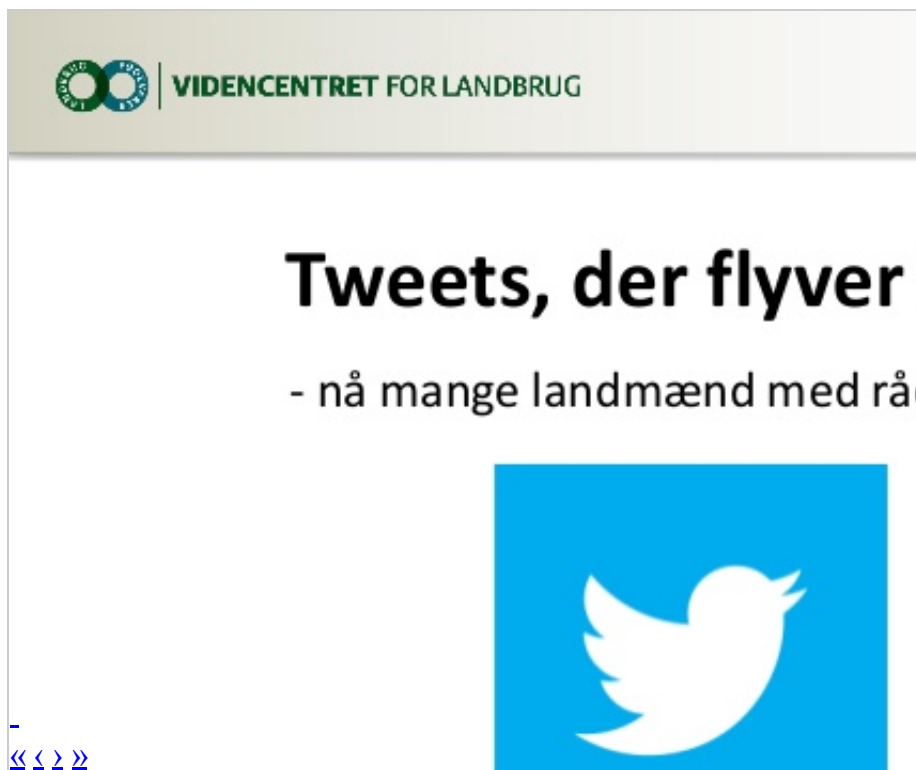 VIDENCENTRET FOR LANDBRUG
Tweets, der flyver
- nå mange landmænd med
-
« ‹ › »